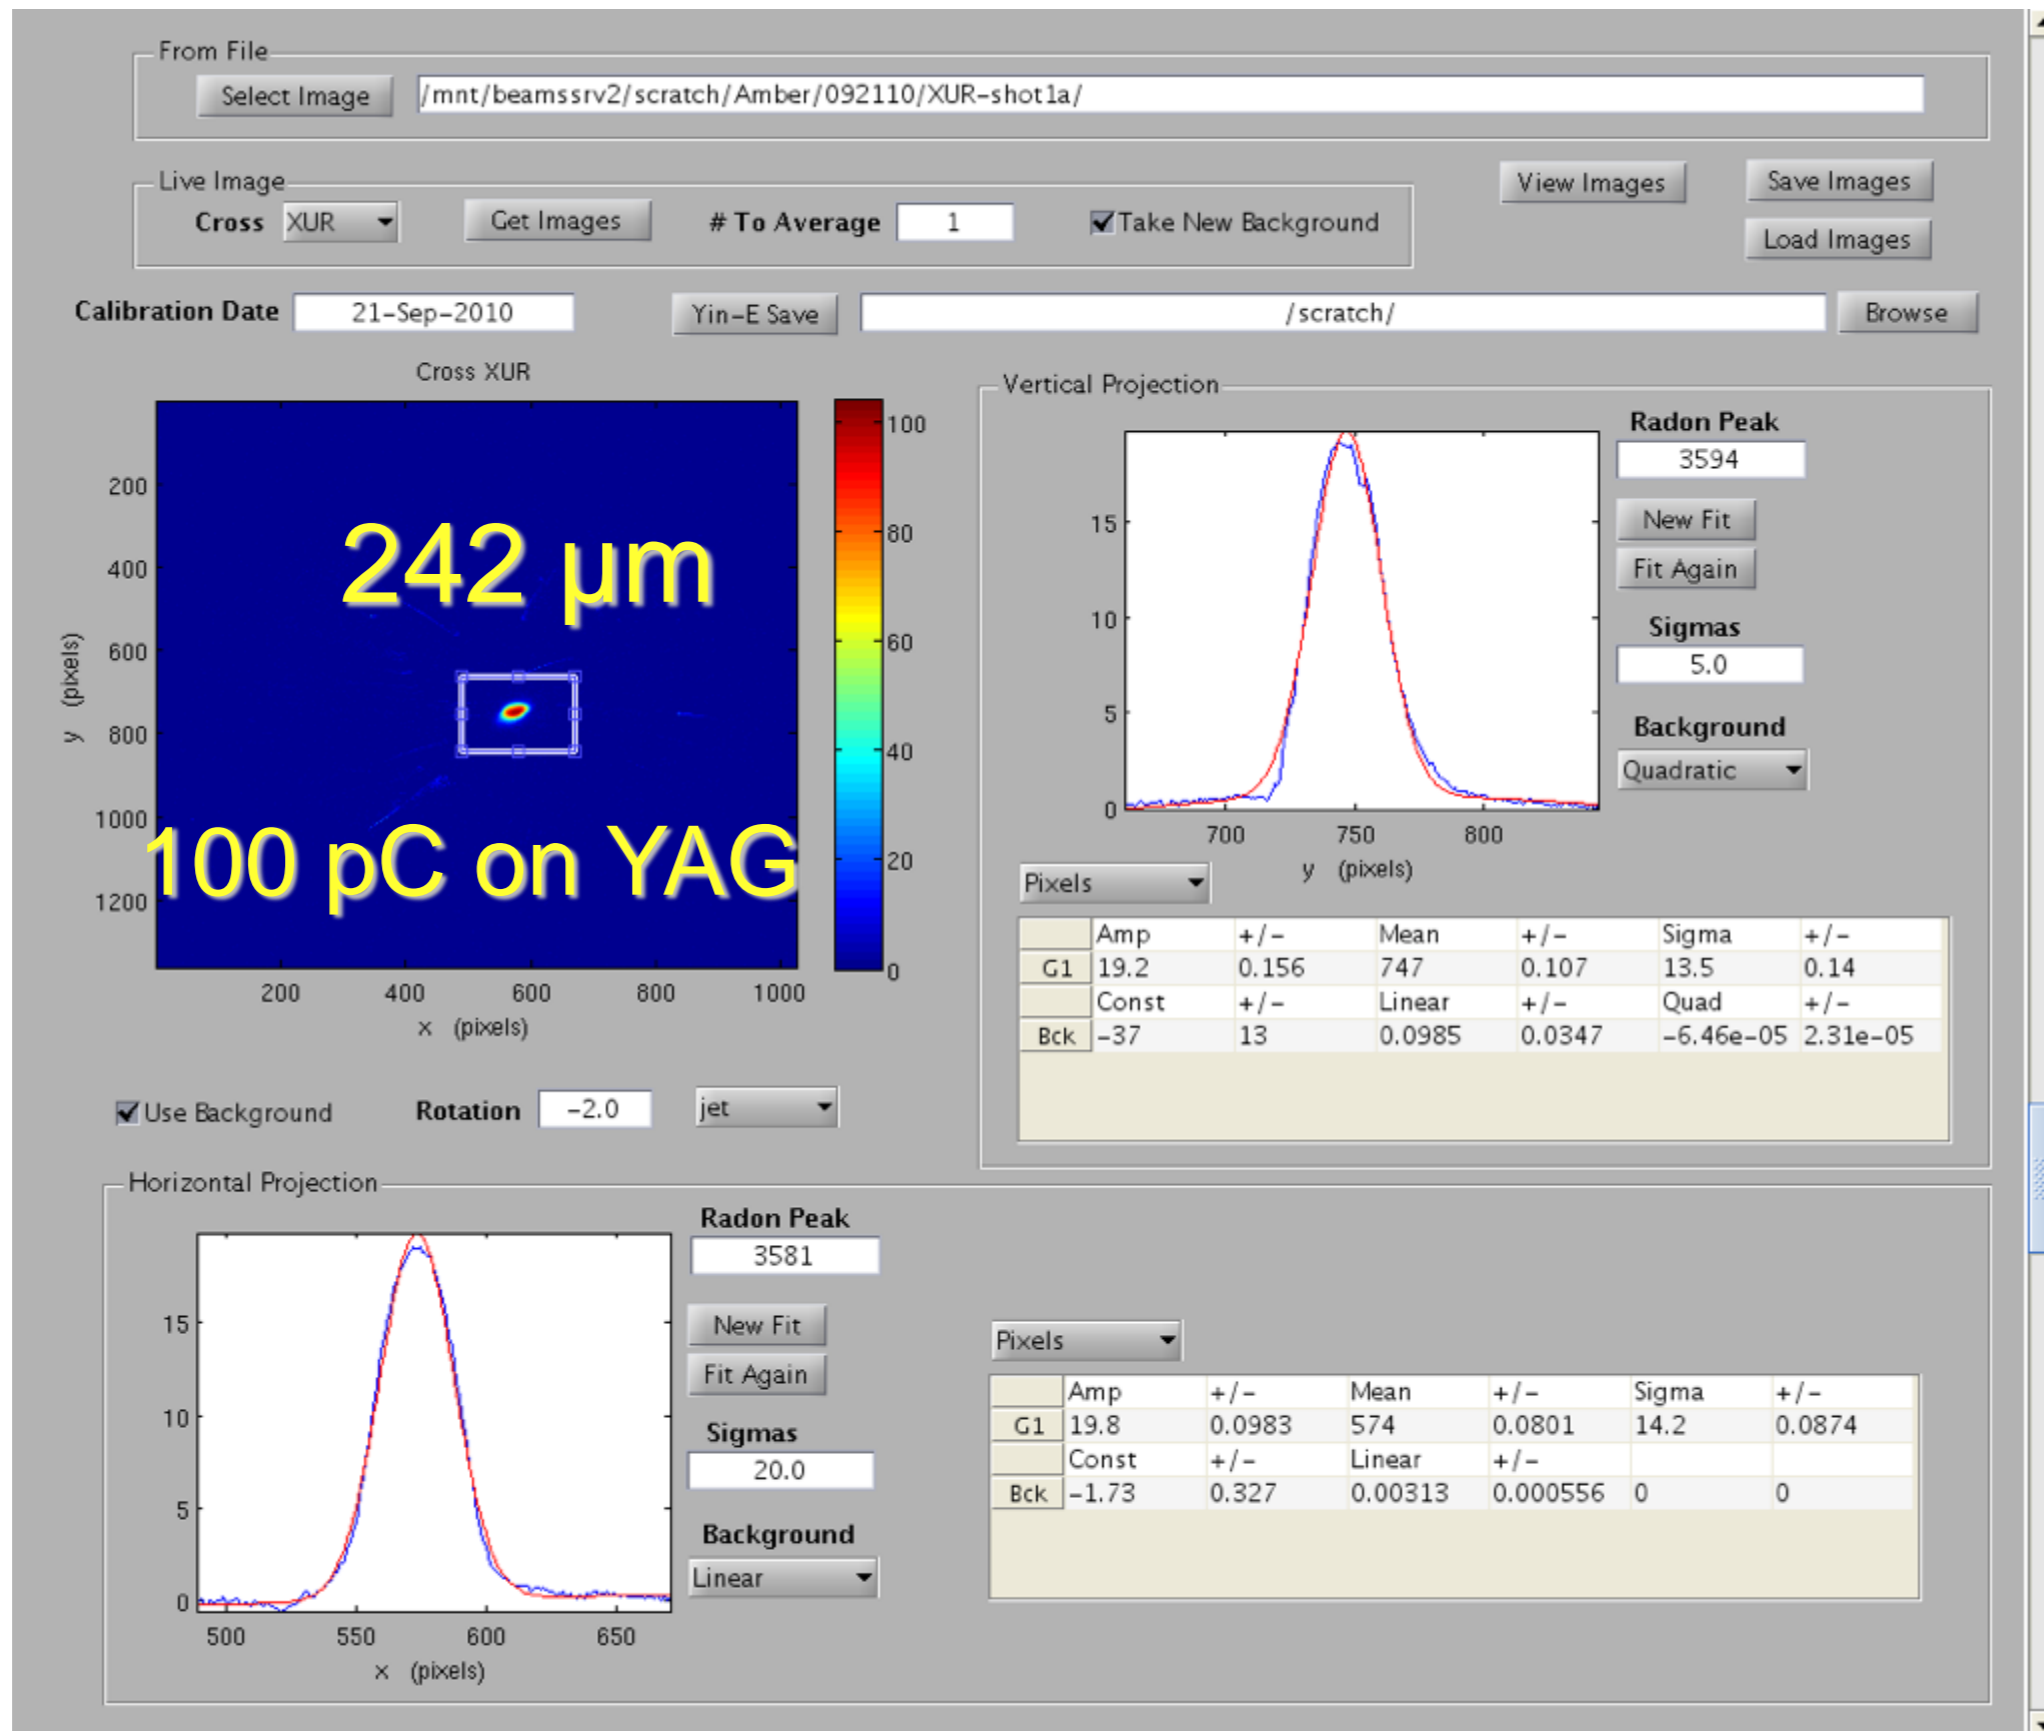 From File
Select Image /mnt/beamssrv2/scratch/Amber/092110/XUR-shot1a/
Live Image
Cross XUR Get Images # To Average 1 Take New Background
View Images Save Images
Load Images
Calibration Date 21-Sep-2010 Yin-E Save /scratch/ Browse
Cross XUR
200
400
600
800
1000
1200
y (pixels)
242 µm
100 pC on YAG
200 400 600 800 1000
x (pixels)
100
80
60
40
20
0
Use Background Rotation -2.0 jet
Vertical Projection
15
10
5
0
700 750 800
y (pixels)
Radon Peak
3594
New Fit
Fit Again
Sigmas
5.0
Background
Quadratic
Pixels
Amp +/- Mean +/- Sigma +/-
G1 19.2 0.156 747 0.107 13.5 0.14
Const +/- Linear +/- Quad +/-
Bck -37 13 0.0985 0.0347 -6.46e-05 2.31e-05
Horizontal Projection
15
10
5
0
500 550 600 650
x (pixels)
Radon Peak
3581
New Fit
Fit Again
Sigmas
20.0
Background
Linear
Pixels
Amp +/- Mean +/- Sigma +/-
G1 19.8 0.0983 574 0.0801 14.2 0.0874
Const +/- Linear +/-
Bck -1.73 0.327 0.00313 0.000556 0 0